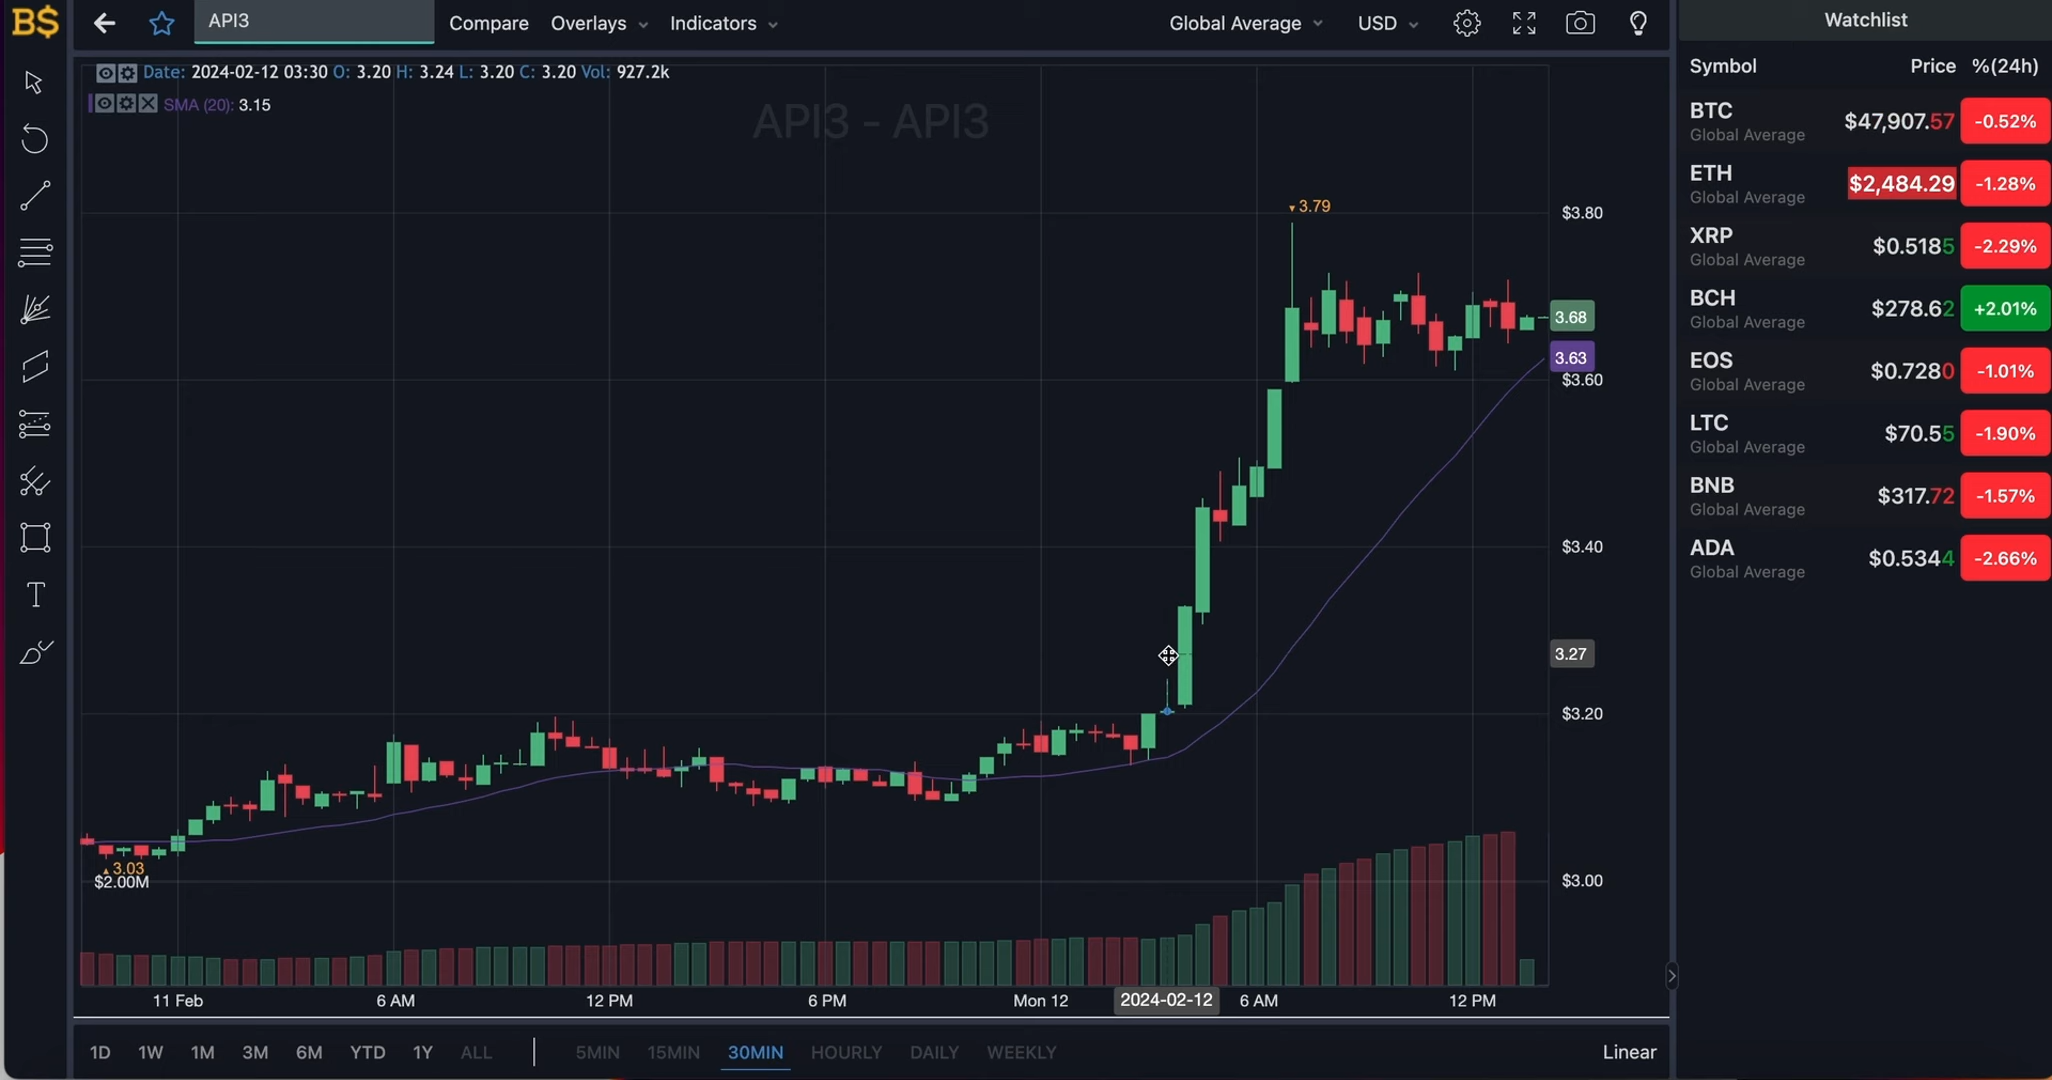 B$
API3
Compare
Overlays
Indicators
Global Average
USD
Watchlist
Date: 2024-02-12 03:30 O: 3.20 H: 3.24 L: 3.20 C: 3.20 Vol: 927.2k
SMA (20): 3.15
API3 - API3
3.79
$3.80
3.68
3.63
$3.60
$3.40
3.27
$3.20
3.03
$2.00M
$3.00
11 Feb
6 AM
12 PM
6 PM
Mon 12
2024-02-12
6 AM
12 PM
1D 1W 1M 3M 6M YTD 1Y ALL
5MIN 15MIN 30MIN HOURLY DAILY WEEKLY
Linear
Symbol Price %(24h)
BTC $47,907.57 -0.52%
Global Average
ETH $2,484.29 -1.28%
Global Average
XRP $0.5185 -2.29%
Global Average
BCH $278.62 +2.01%
Global Average
EOS $0.7280 -1.01%
Global Average
LTC $70.55 -1.90%
Global Average
BNB $317.72 -1.57%
Global Average
ADA $0.5344 -2.66%
Global Average
T